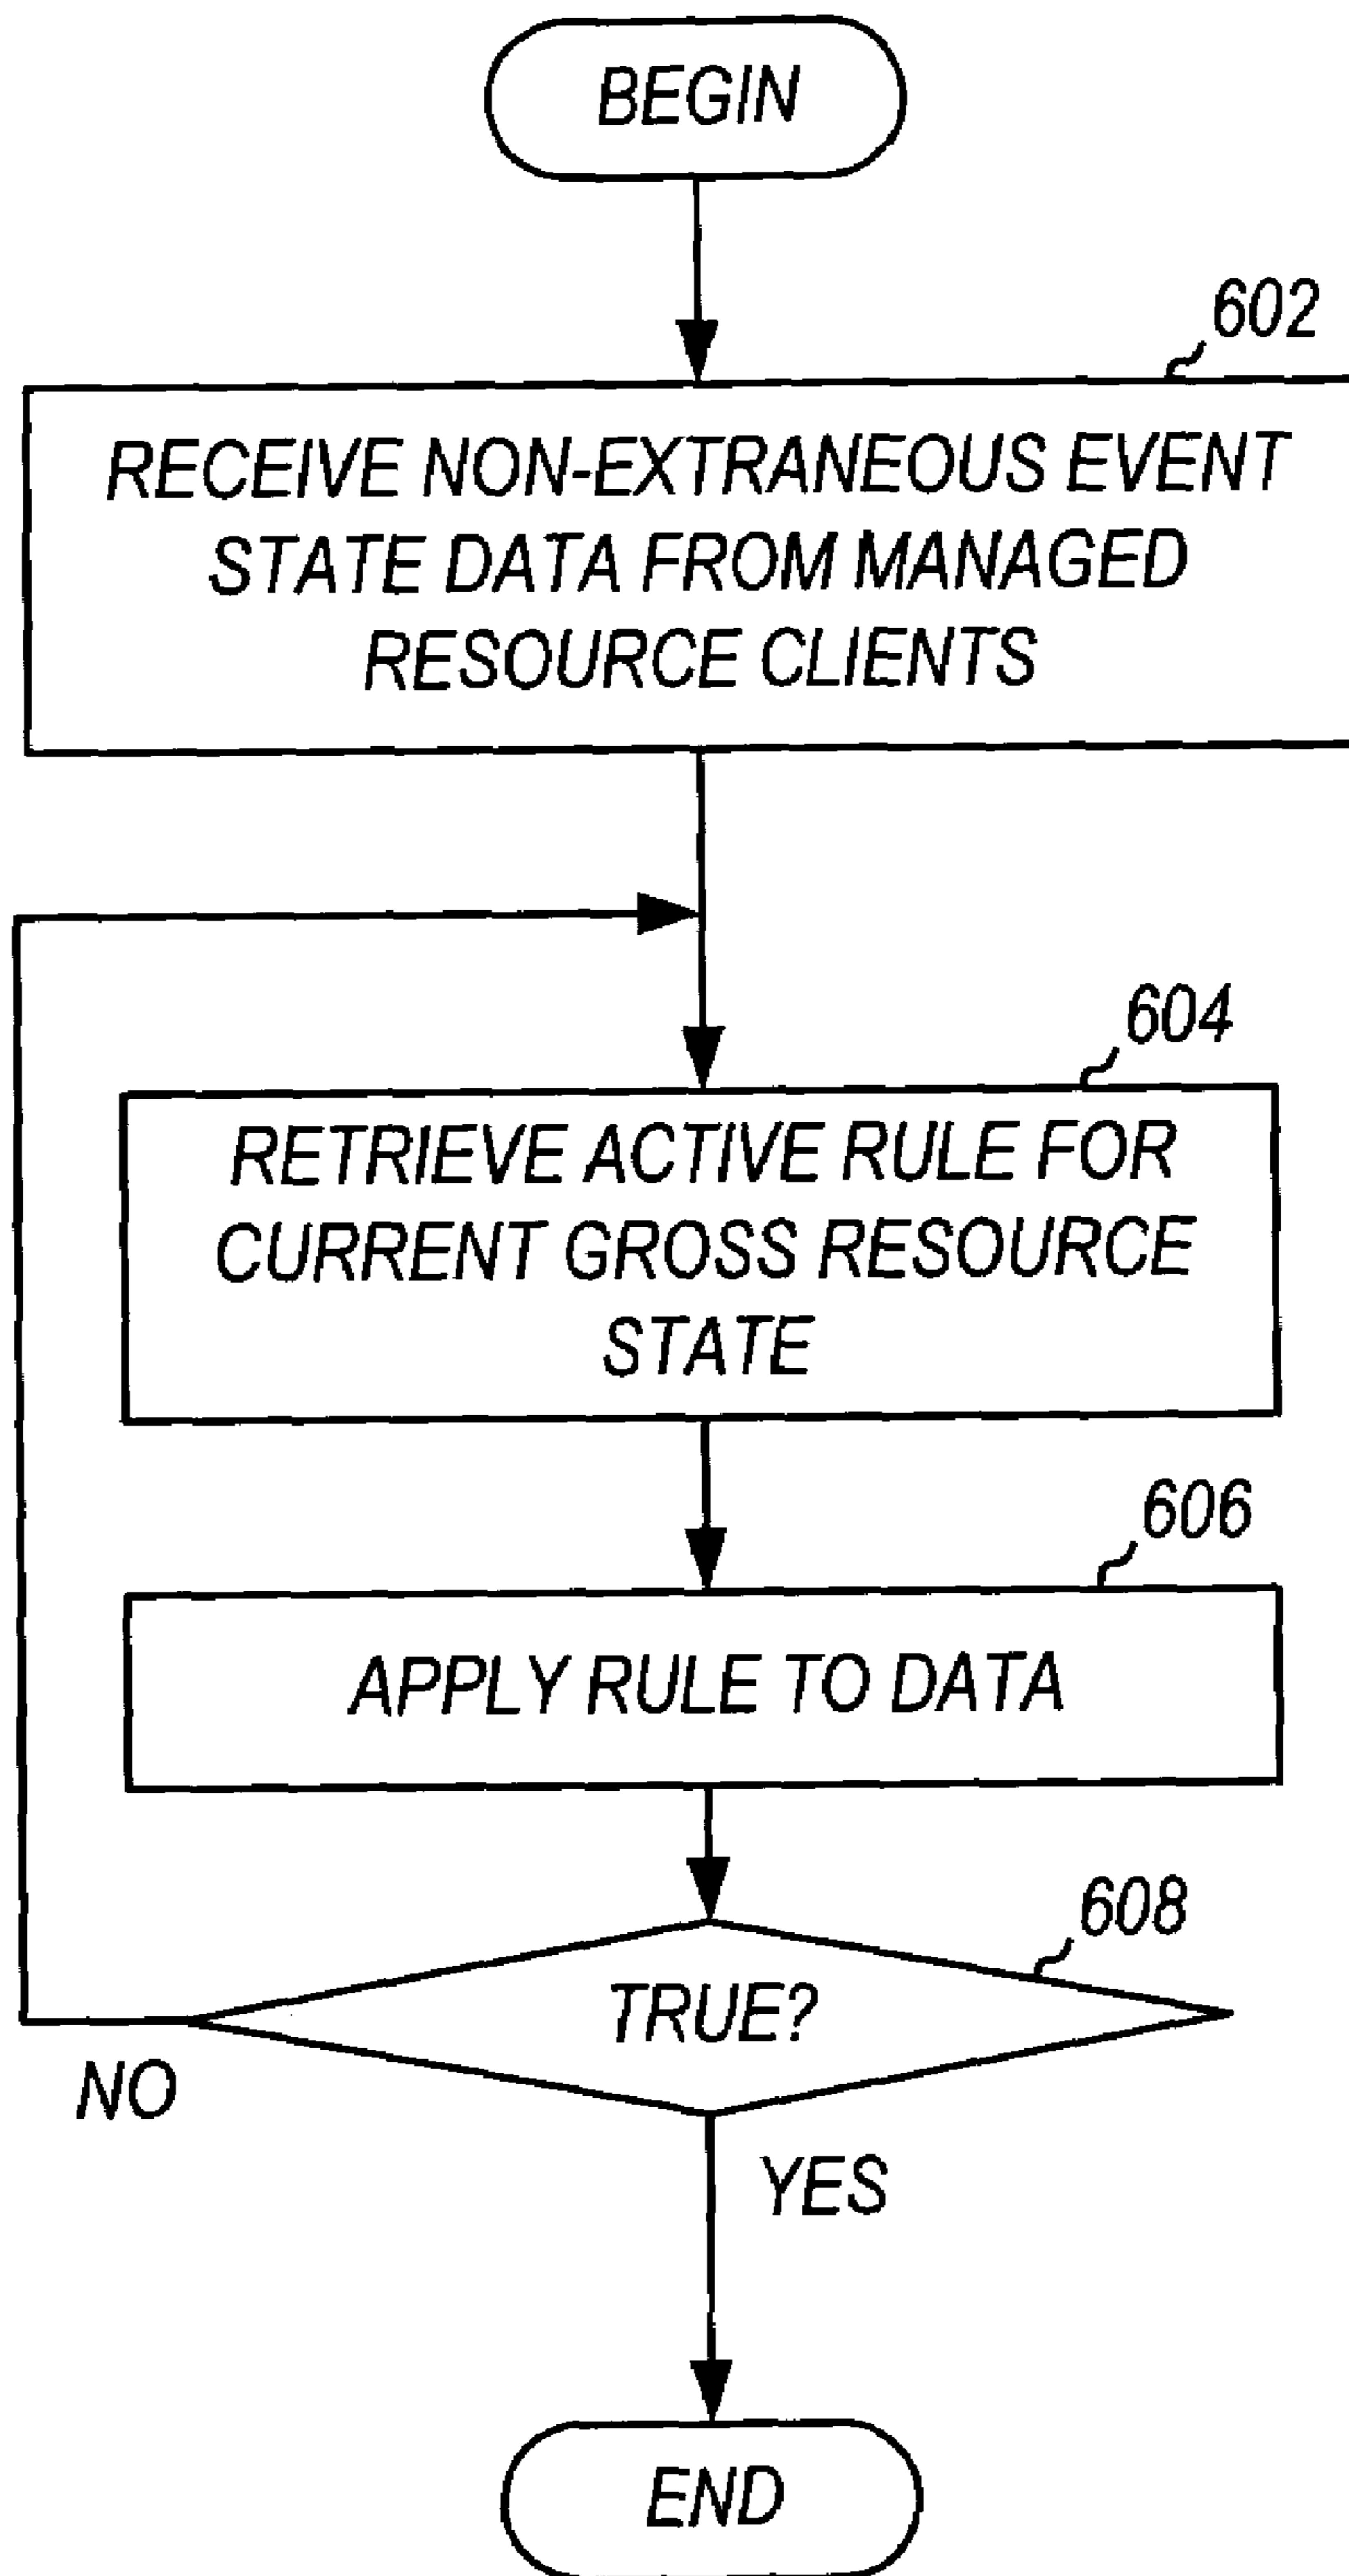 BEGIN
602
RECEIVE NON-EXTRANEOUS EVENT
STATE DATA FROM MANAGED
RESOURCE CLIENTS
604
RETRIEVE ACTIVE RULE FOR
CURRENT GROSS RESOURCE
STATE
606
APPLY RULE TO DATA
608
TRUE?
NO
YES
END